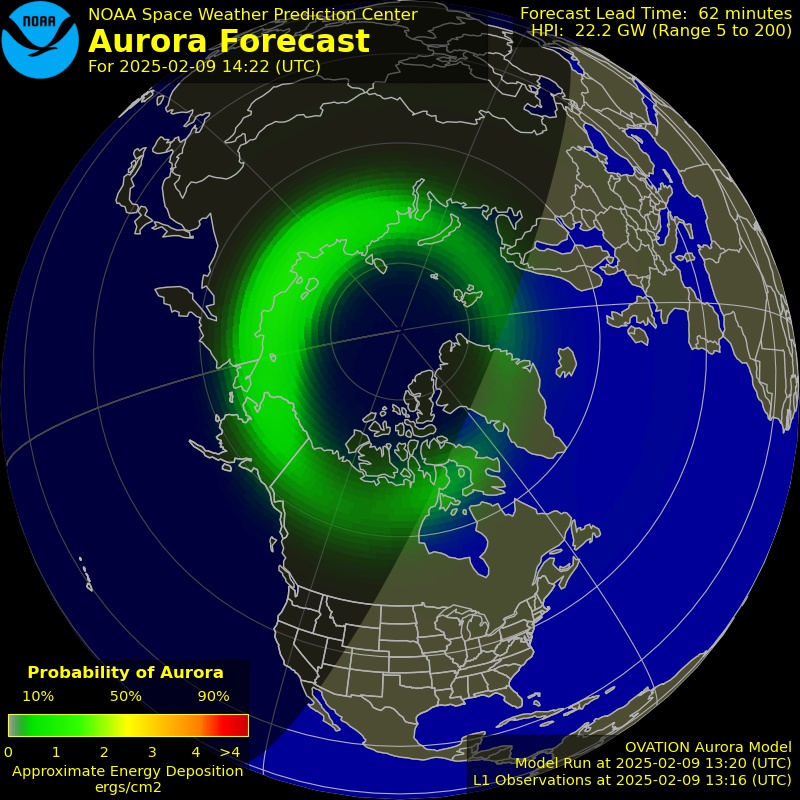 NOAA
NOAA Space Weather Prediction Center
Aurora Forecast
For 2025-02-09 14:22 (UTC)
Forecast Lead Time:  62 minutes
HPI:  22.2 GW (Range 5 to 200)
Probability of Aurora
10% 50% 90%
0 1 2 3 4 >4
Approximate Energy Deposition
ergs/cm2
OVATION Aurora Model
Model Run at 2025-02-09 13:20 (UTC)
L1 Observations at 2025-02-09 13:16 (UTC)